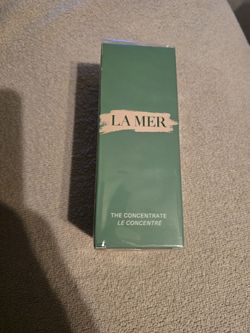 LA MER
THE CONCENTRATE
LE CONCENTRÉ